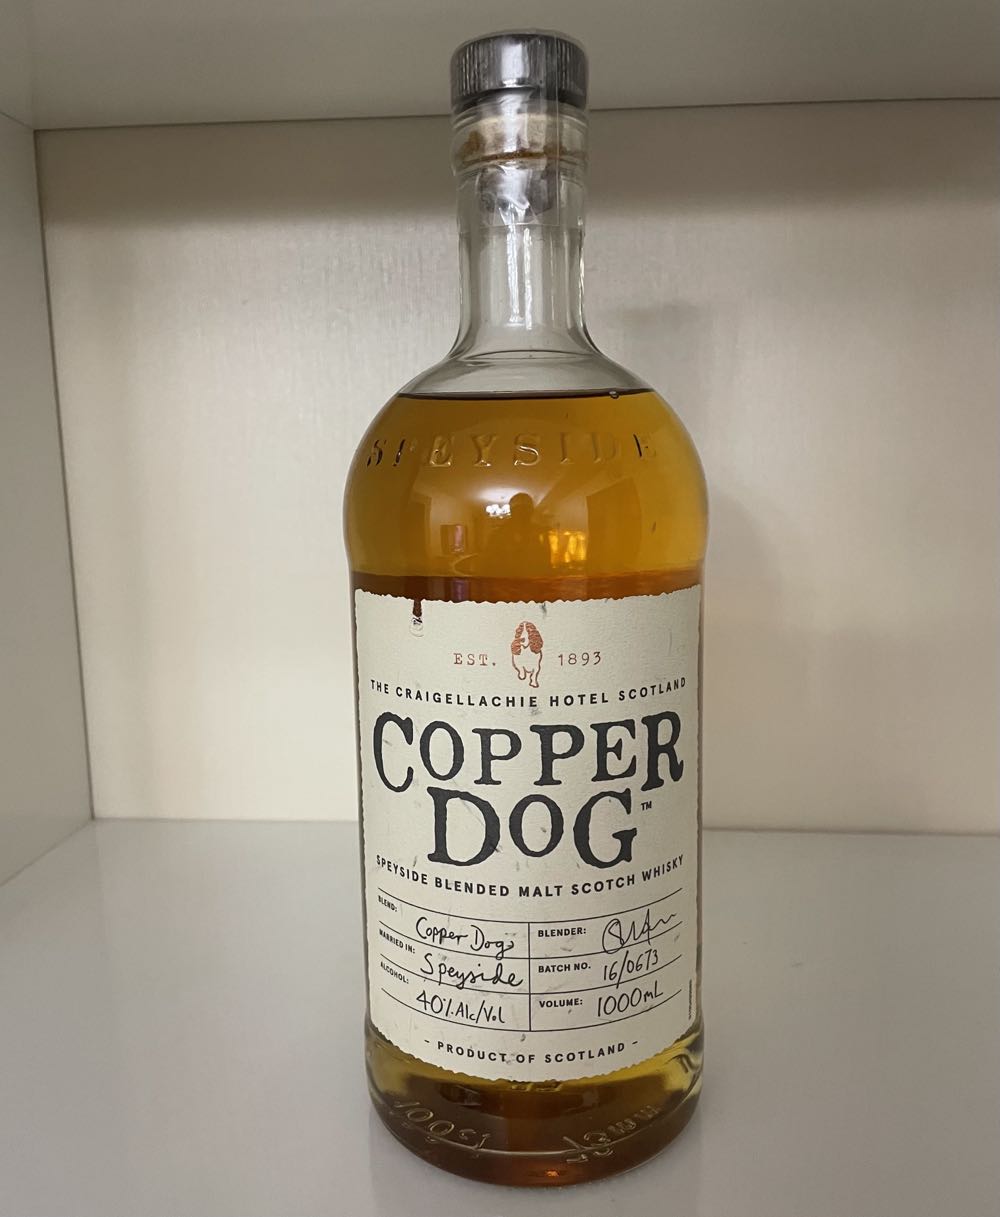 SPEYSIDE
EST. 1893
THE CRAIGELLACHIE HOTEL SCOTLAND
COPPER
DOG™
SPEYSIDE BLENDED MALT SCOTCH WHISKY
BLEND: Copper Dog
BLENDER:
MARRIED IN: Speyside
BATCH NO. 16/0673
ALCOHOL: 40%.Alc/Vol
VOLUME: 1000mL
- PRODUCT OF SCOTLAND -